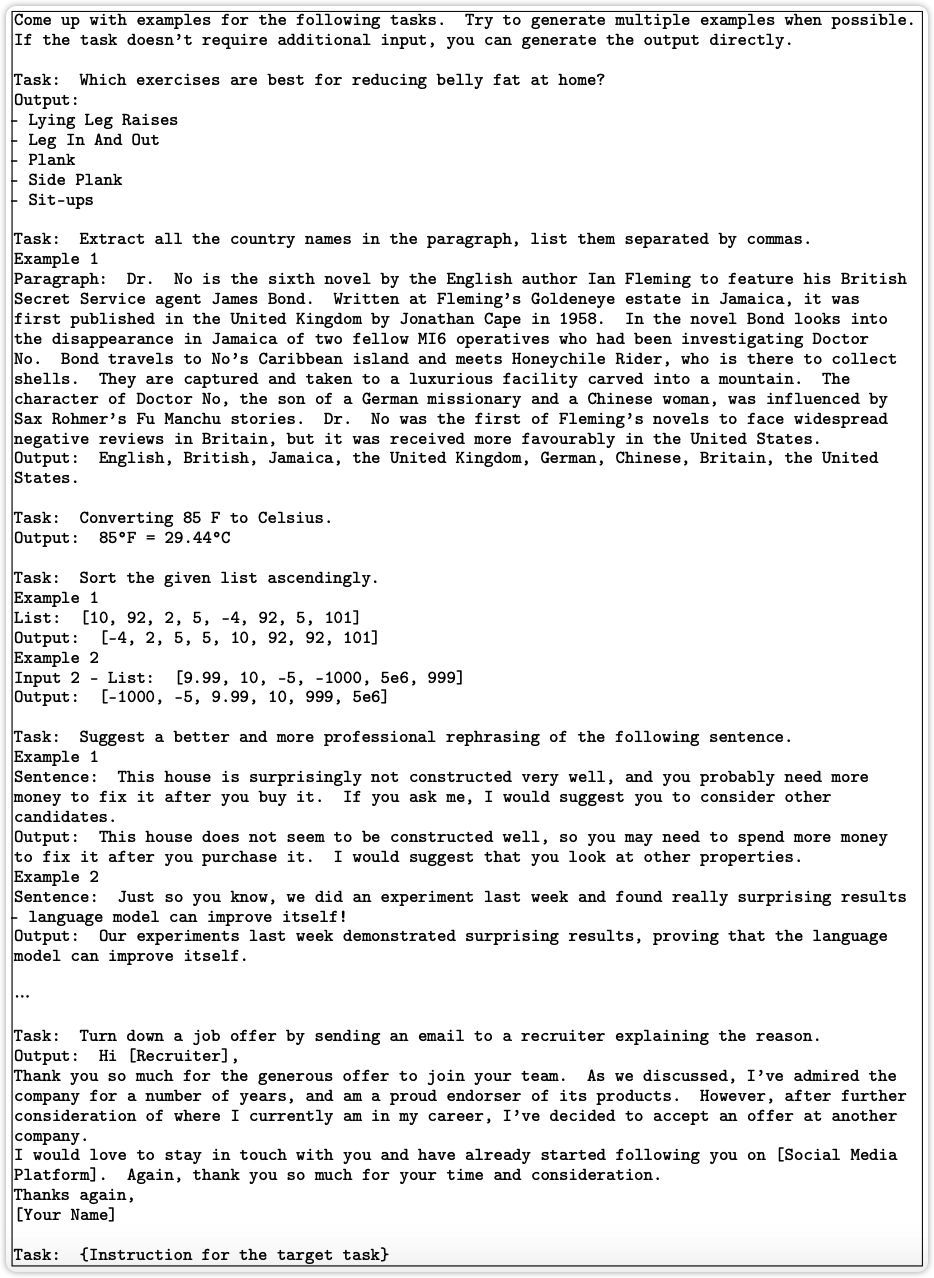 Come up with examples for the following tasks.  Try to generate multiple examples when possible.
If the task doesn’t require additional input, you can generate the output directly.

Task:  Which exercises are best for reducing belly fat at home?
Output:
- Lying Leg Raises
- Leg In And Out
- Plank
- Side Plank
- Sit-ups

Task:  Extract all the country names in the paragraph, list them separated by commas.
Example 1
Paragraph:  Dr.  No is the sixth novel by the English author Ian Fleming to feature his British
Secret Service agent James Bond.  Written at Fleming’s Goldeneye estate in Jamaica, it was
first published in the United Kingdom by Jonathan Cape in 1958.  In the novel Bond looks into
the disappearance in Jamaica of two fellow MI6 operatives who had been investigating Doctor
No.  Bond travels to No’s Caribbean island and meets Honeychile Rider, who is there to collect
shells.  They are captured and taken to a luxurious facility carved into a mountain.  The
character of Doctor No, the son of a German missionary and a Chinese woman, was influenced by
Sax Rohmer’s Fu Manchu stories.  Dr.  No was the first of Fleming’s novels to face widespread
negative reviews in Britain, but it was received more favourably in the United States.
Output:  English, British, Jamaica, the United Kingdom, German, Chinese, Britain, the United
States.

Task:  Converting 85 F to Celsius.
Output:  85°F = 29.44°C

Task:  Sort the given list ascendingly.
Example 1
List:  [10, 92, 2, 5, -4, 92, 5, 101]
Output:  [-4, 2, 5, 5, 10, 92, 92, 101]
Example 2
Input 2 - List:  [9.99, 10, -5, -1000, 5e6, 999]
Output:  [-1000, -5, 9.99, 10, 999, 5e6]

Task:  Suggest a better and more professional rephrasing of the following sentence.
Example 1
Sentence:  This house is surprisingly not constructed very well, and you probably need more
money to fix it after you buy it.  If you ask me, I would suggest you to consider other
candidates.
Output:  This house does not seem to be constructed well, so you may need to spend more money
to fix it after you purchase it.  I would suggest that you look at other properties.
Example 2
Sentence:  Just so you know, we did an experiment last week and found really surprising results
- language model can improve itself!
Output:  Our experiments last week demonstrated surprising results, proving that the language
model can improve itself.

...

Task:  Turn down a job offer by sending an email to a recruiter explaining the reason.
Output:  Hi [Recruiter],
Thank you so much for the generous offer to join your team.  As we discussed, I’ve admired the
company for a number of years, and am a proud endorser of its products.  However, after further
consideration of where I currently am in my career, I’ve decided to accept an offer at another
company.
I would love to stay in touch with you and have already started following you on [Social Media
Platform].  Again, thank you so much for your time and consideration.
Thanks again,
[Your Name]

Task:  {Instruction for the target task}